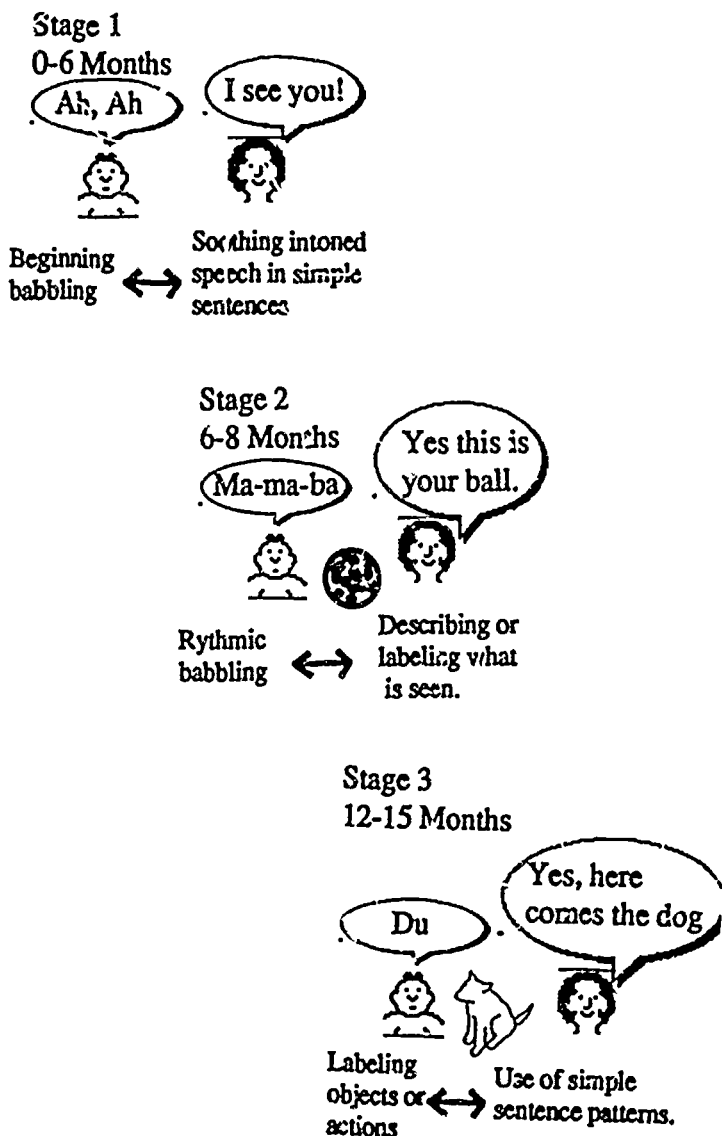 Stage 1
0-6 Months
Ah, Ah
I see you!
Beginning
babbling
Soothing intoned
speech in simple
sentences
Stage 2
6-8 Months
Ma-ma-ba
Yes this is
your ball.
Rythmic
babbling
Describing or
labeling what
is seen.
Stage 3
12-15 Months
Du
Yes, here
comes the dog
Labeling
objects or
actions
Use of simple
sentence patterns.